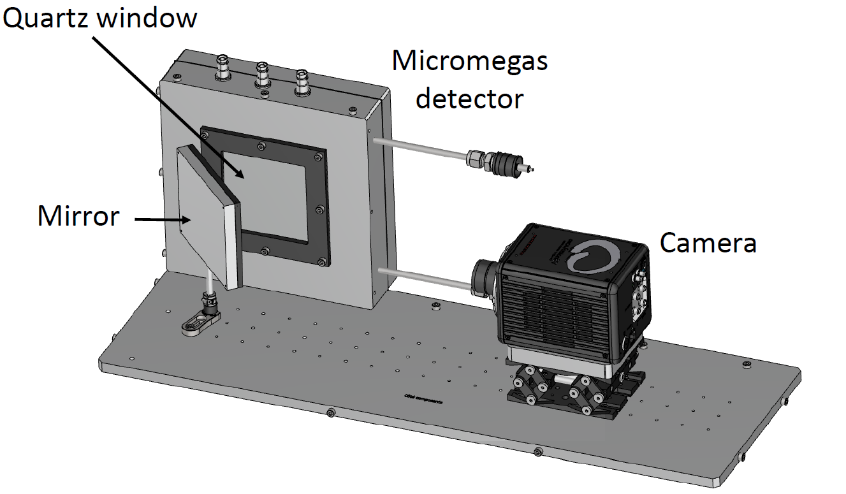 Quartz window
Micromegas
detector
Mirror
Camera